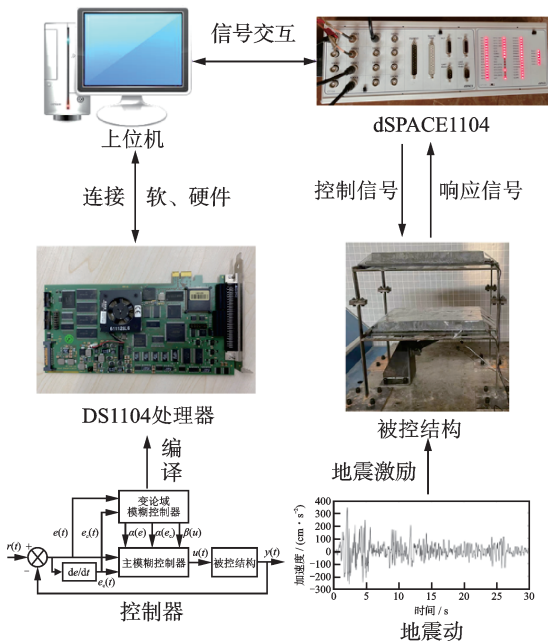 信号交互
上位机
dSPACE1104
连接
软、硬件
控制信号
响应信号
DS1104处理器
被控结构
编译
地震激励
变论域
模糊控制器
e(t)
e_c(t)
α(e)
α(e_c)
β(u)
r(t)
+
−
主模糊控制器
u(t)
被控结构
y(t)
de/dt
e_c(t)
控制器
加速度 / (cm · s⁻²)
400
300
200
100
0
−100
−200
−300
0
5
10
15
20
25
30
时间 / s
地震动